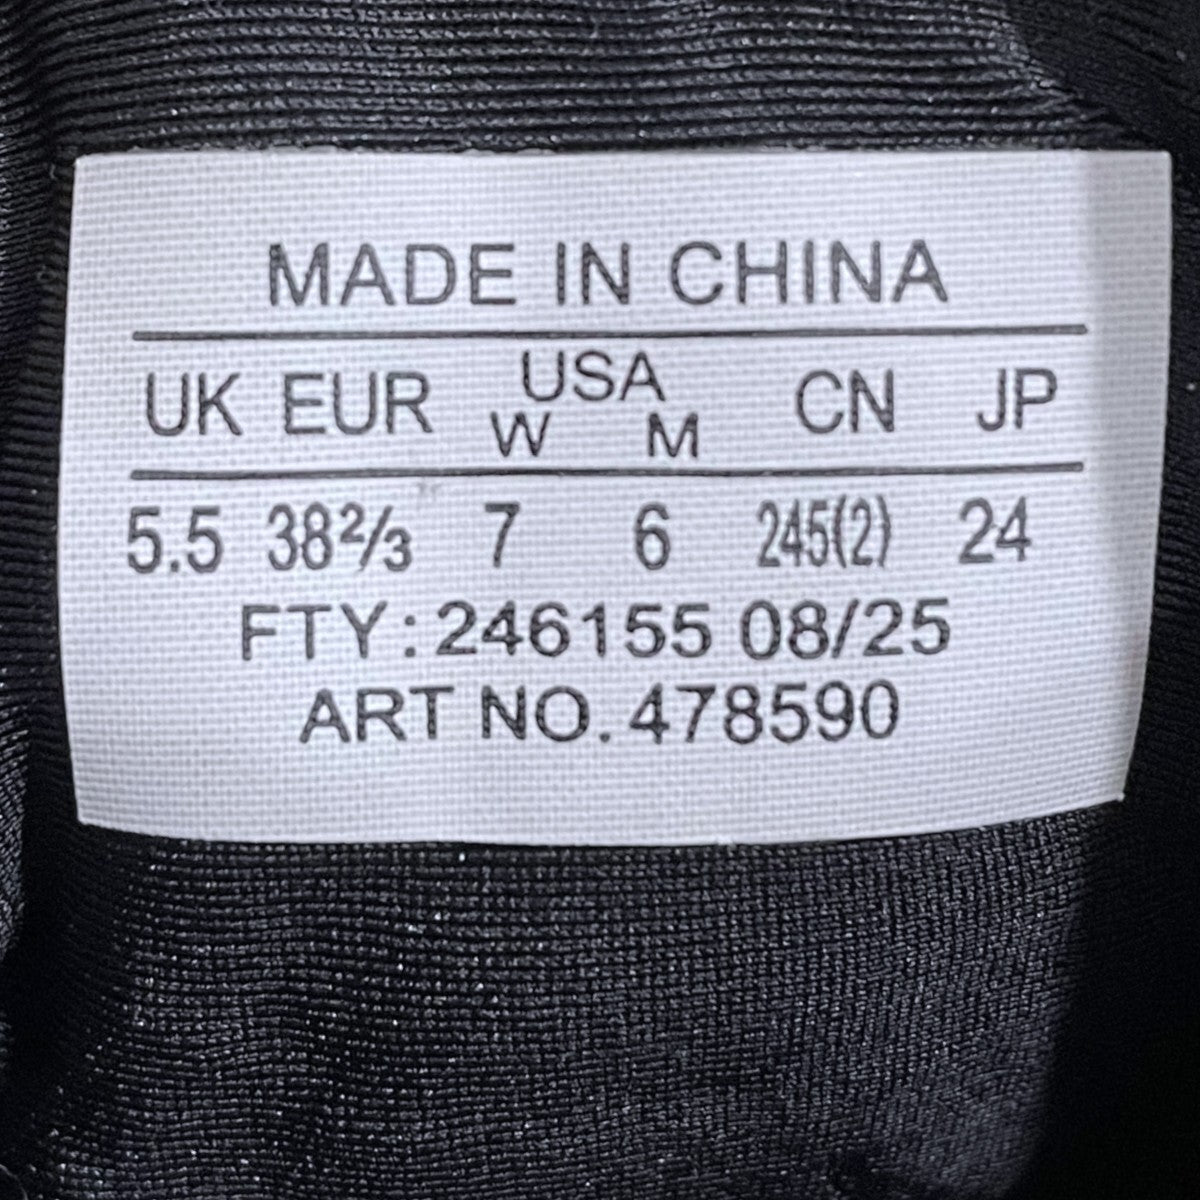 MADE IN CHINA
UK EUR USA CN JP
W M
5.5 38⅔ 7 6 245(2) 24
FTY: 246155 08/25
ART NO. 478590